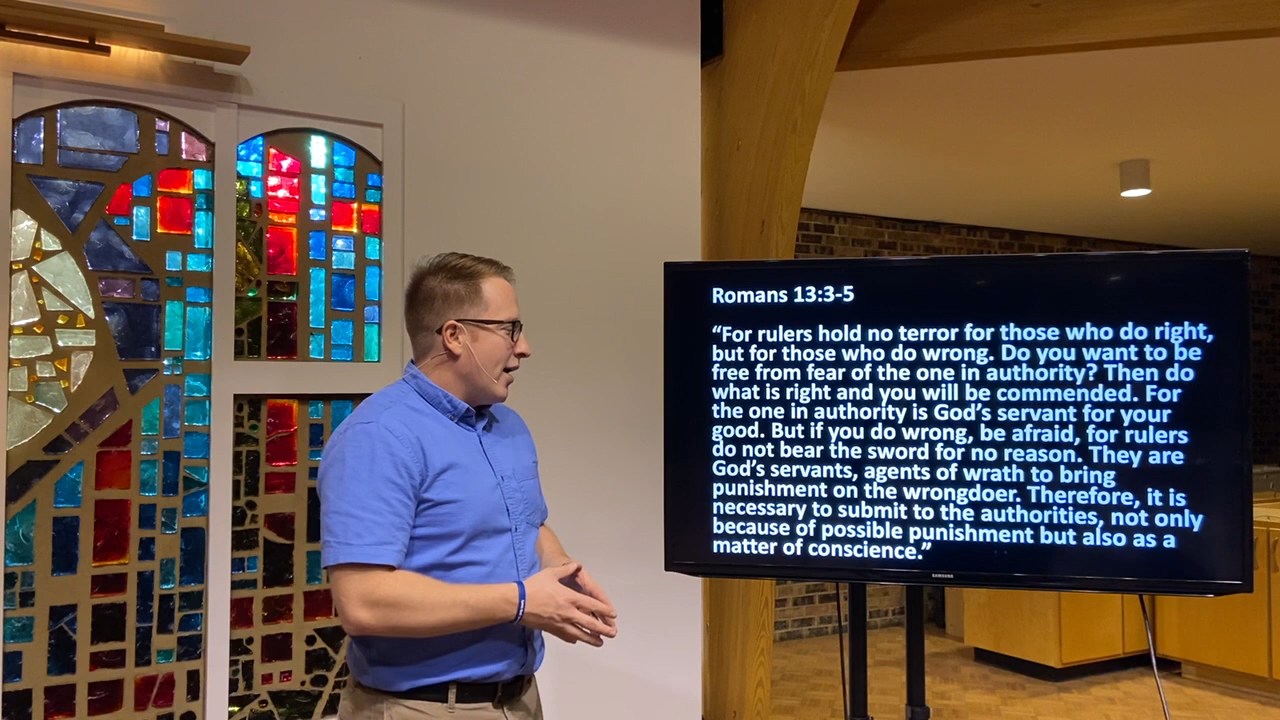 Romans 13:3-5
“For rulers hold no terror for those who do right,
but for those who do wrong. Do you want to be
free from fear of the one in authority? Then do
what is right and you will be commended. For
the one in authority is God’s servant for your
good. But if you do wrong, be afraid, for rulers
do not bear the sword for no reason. They are
God’s servants, agents of wrath to bring
punishment on the wrongdoer. Therefore, it is
necessary to submit to the authorities, not only
because of possible punishment but also as a
matter of conscience.”
SAMSUNG